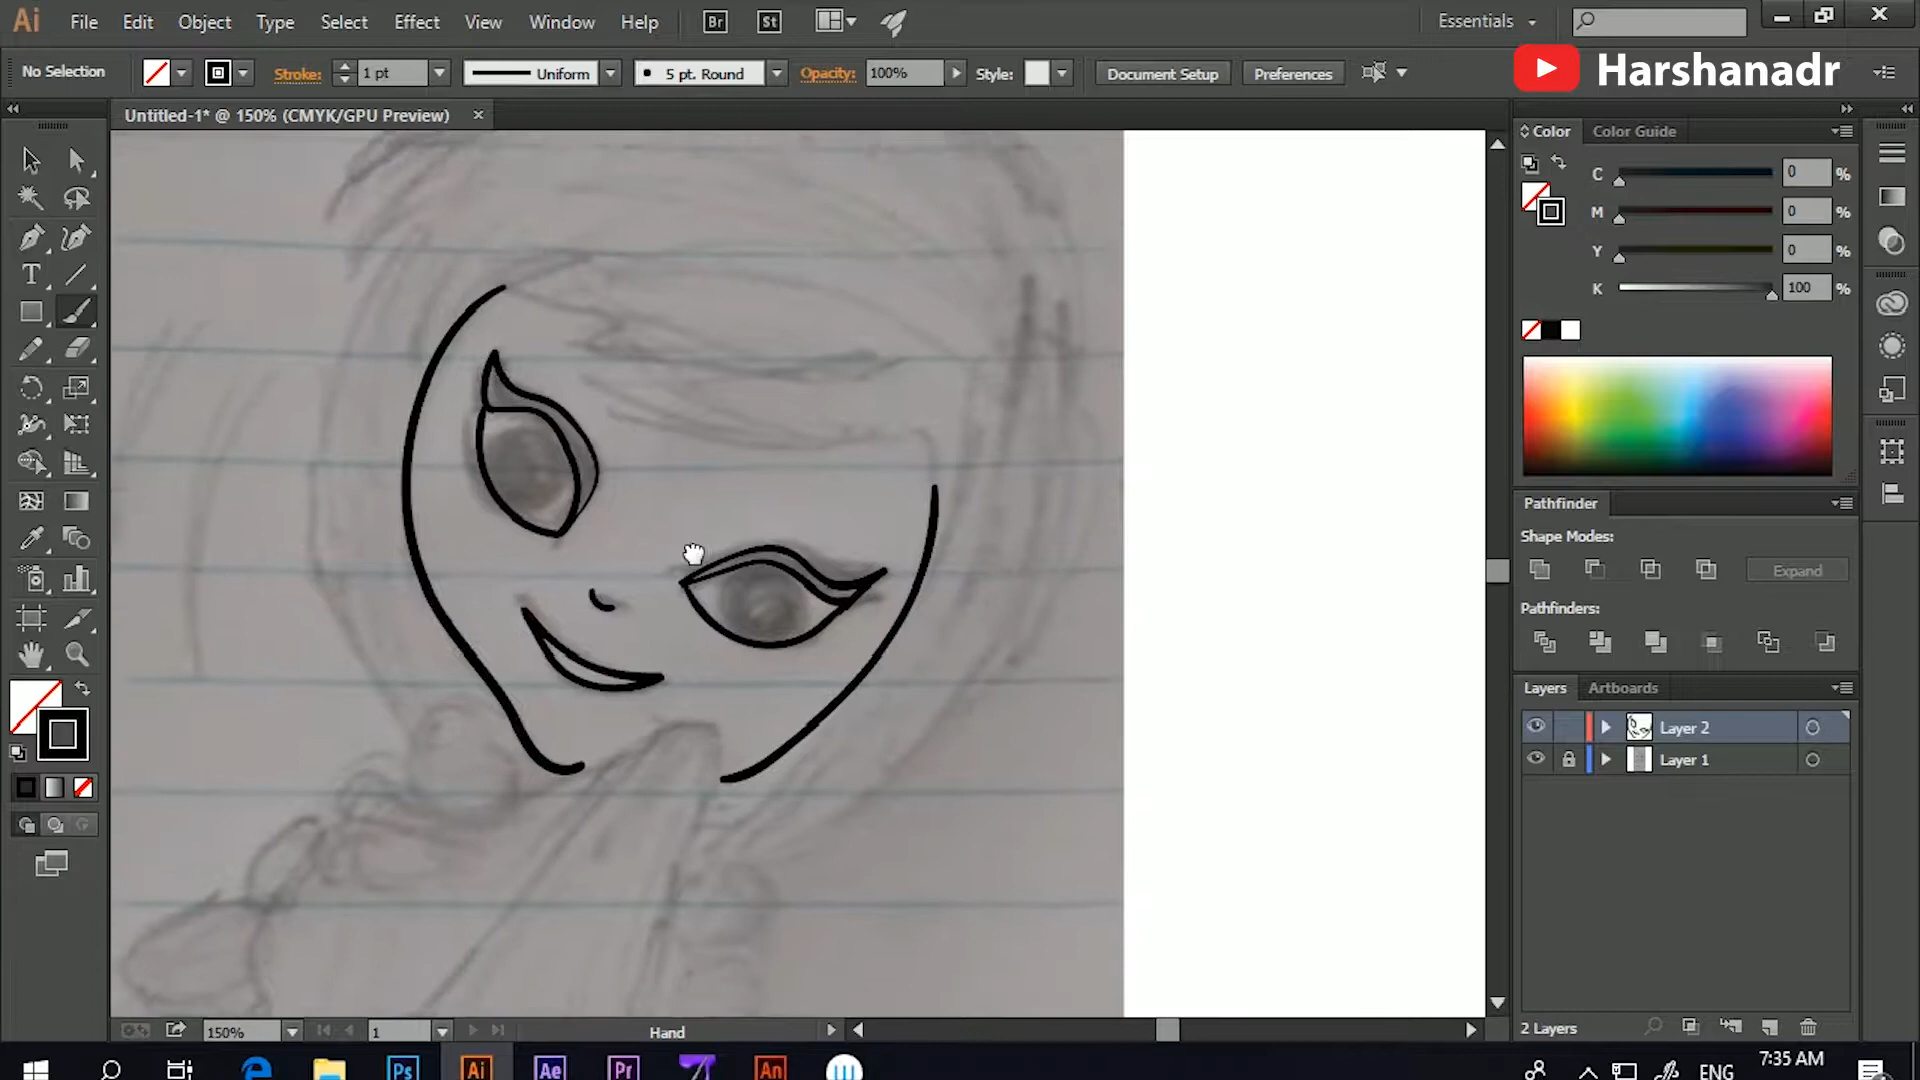 Ai File Edit Object Type Select Effect View Window Help Br St Essentials
No Selection Stroke: 1 pt Uniform 5 pt. Round Opacity: 100% Style: Document Setup Preferences Harshanadr
Untitled-1* @ 150% (CMYK/GPU Preview)
Color Color Guide
C 0 %
M 0 %
Y 0 %
K 100 %
Pathfinder
Shape Modes:
Expand
Pathfinders:
Layers Artboards
Layer 2
Layer 1
2 Layers
150% 1 Hand
Ps Ai Ae Pr An ENG 7:35 AM